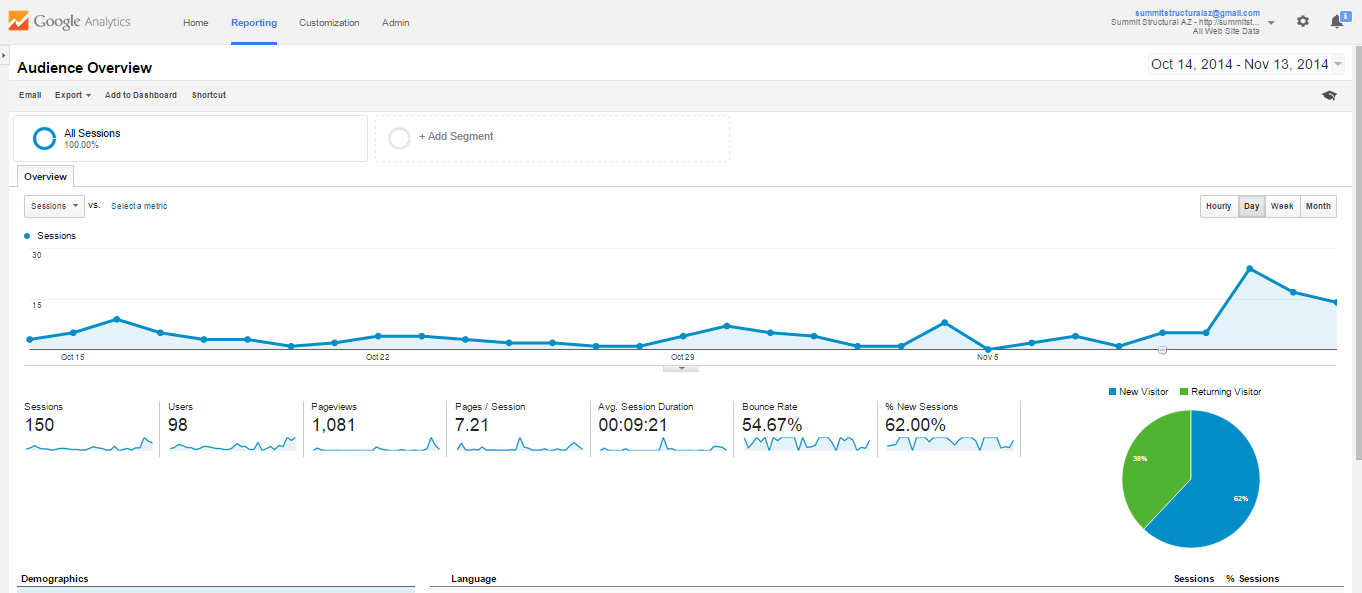 Google Analytics
Home Reporting Customization Admin
summitstructuralaz@gmail.com
Summit Structural AZ - http://summitst...
All Web Site Data
1
Audience Overview
Oct 14, 2014 - Nov 13, 2014
Email Export Add to Dashboard Shortcut
All Sessions
100.00%
+ Add Segment
Overview
Sessions VS. Select a metric
Hourly Day Week Month
Sessions
30
15
Oct 15 Oct 22 Oct 29 Nov 5
New Visitor Returning Visitor
Sessions
150
Users
98
Pageviews
1,081
Pages / Session
7.21
Avg. Session Duration
00:09:21
Bounce Rate
54.67%
% New Sessions
62.00%
38%
62%
Demographics
Language Sessions % Sessions